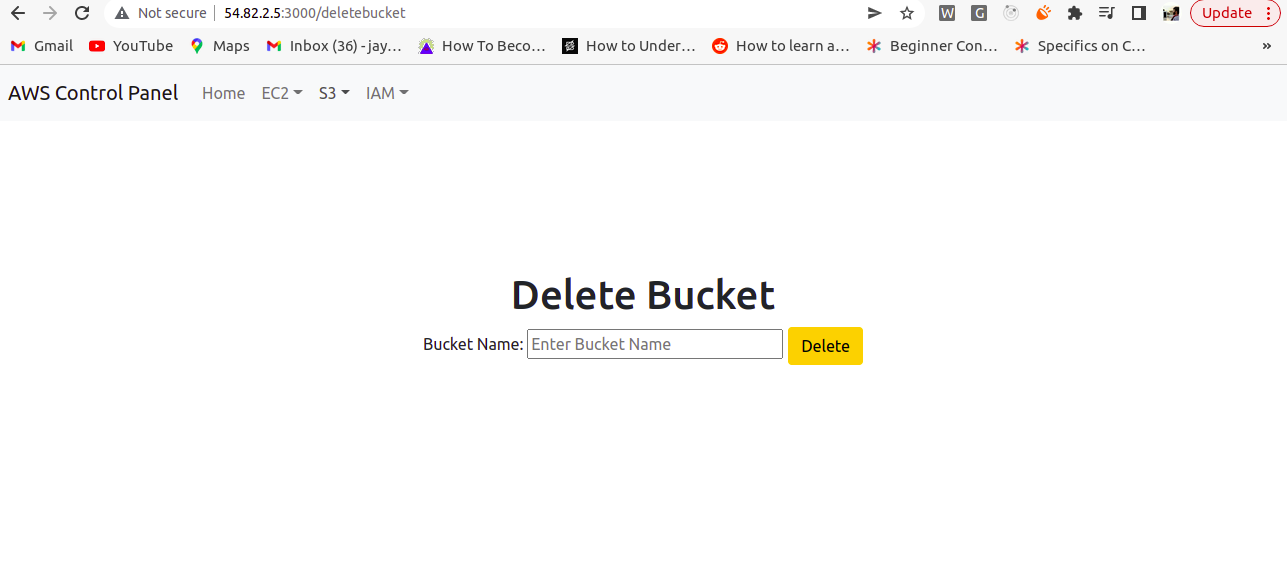 Not secure 54.82.2.5:3000/deletebucket Update
Gmail YouTube Maps Inbox (36) - jay... How To Beco... How to Under... How to learn a... Beginner Con... Specifics on C... »
AWS Control Panel Home EC2 S3 IAM
Delete Bucket
Bucket Name: Enter Bucket Name Delete